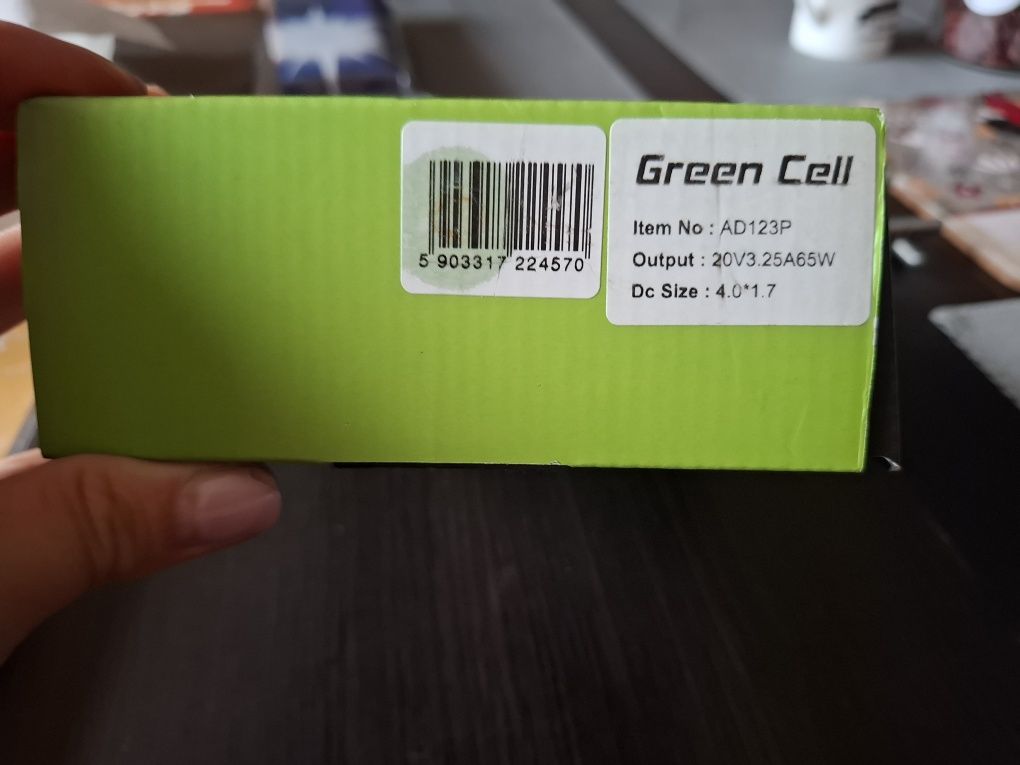 Green Cell
Item No : AD123P
Output : 20V3.25A65W
Dc Size : 4.0*1.7
5 903317 224570